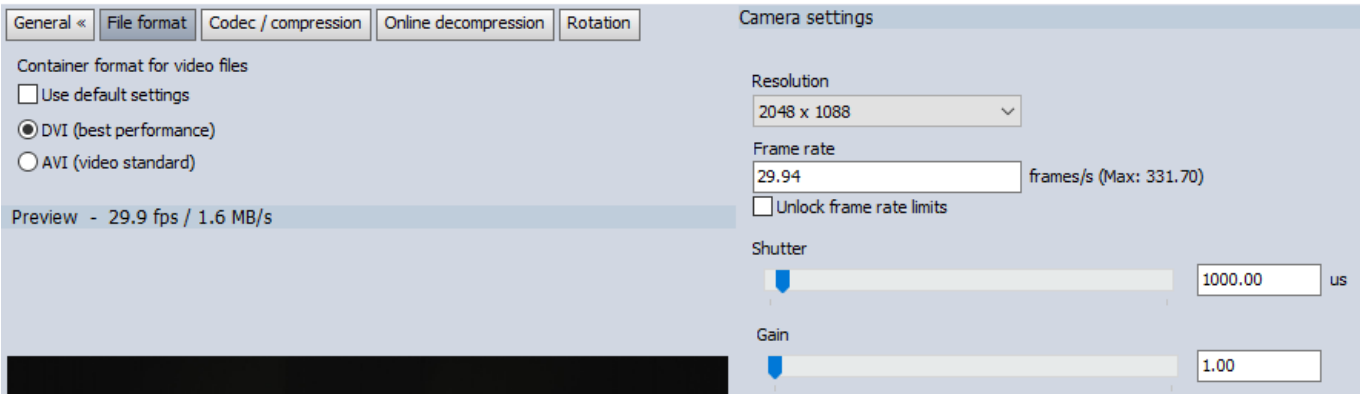 General « File format Codec / compression Online decompression Rotation
Container format for video files
Use default settings
DVI (best performance)
AVI (video standard)
Preview - 29.9 fps / 1.6 MB/s
Camera settings
Resolution
2048 x 1088
Frame rate
29.94 frames/s (Max: 331.70)
Unlock frame rate limits
Shutter
1000.00 us
Gain
1.00